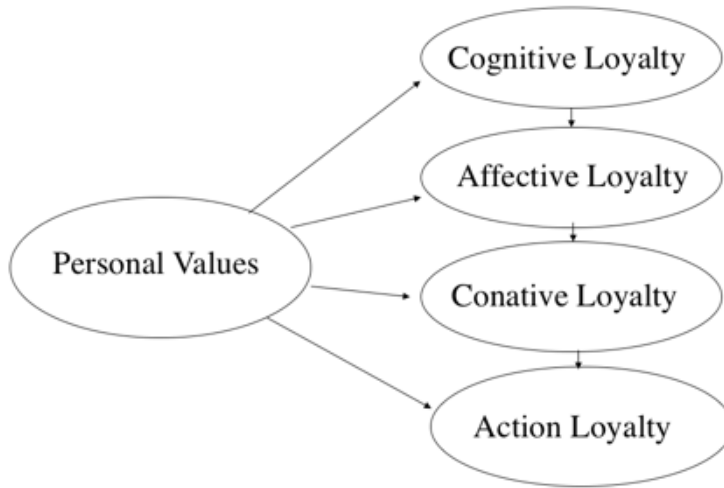 Cognitive Loyalty
Affective Loyalty
Personal Values
Conative Loyalty
Action Loyalty